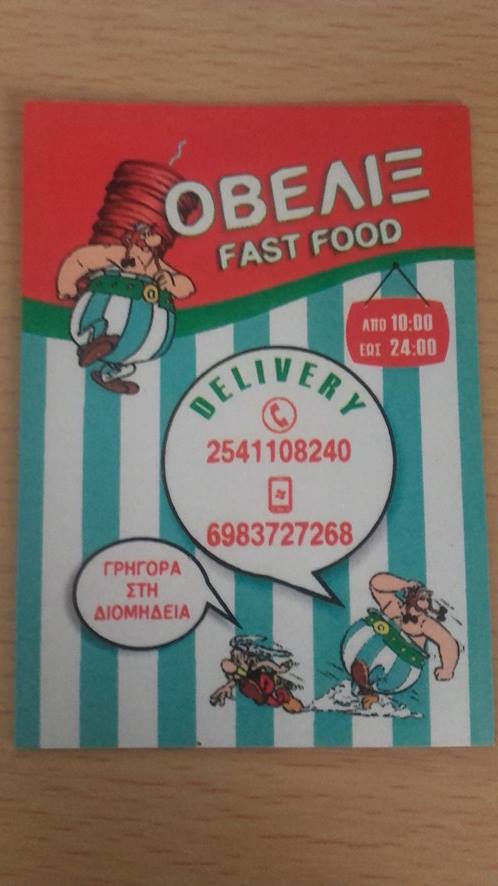 ΟΒΕΛΙΞ
FAST FOOD
ΑΠΟ 10:00
ΕΩΣ 24:00
DELIVERY
2541108240
6983727268
ΓΡΗΓΟΡΑ
ΣΤΗ
ΔΙΟΜΗΔΕΙΑ